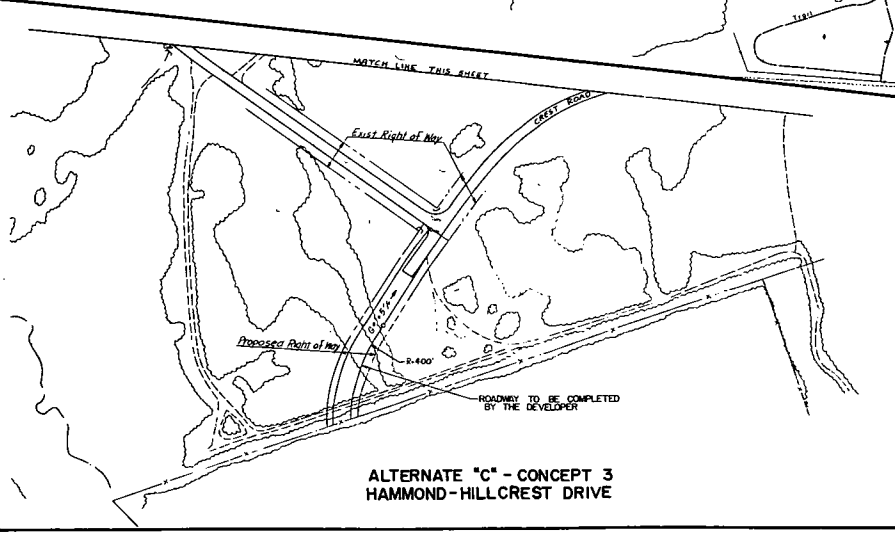 Trail
MATCH LINE THIS SHEET
CREST ROAD
Exist Right of Way
Proposed Right of Way
R=400'
ROADWAY TO BE COMPLETED
BY THE DEVELOPER
ALTERNATE "C" - CONCEPT 3
HAMMOND-HILLCREST DRIVE